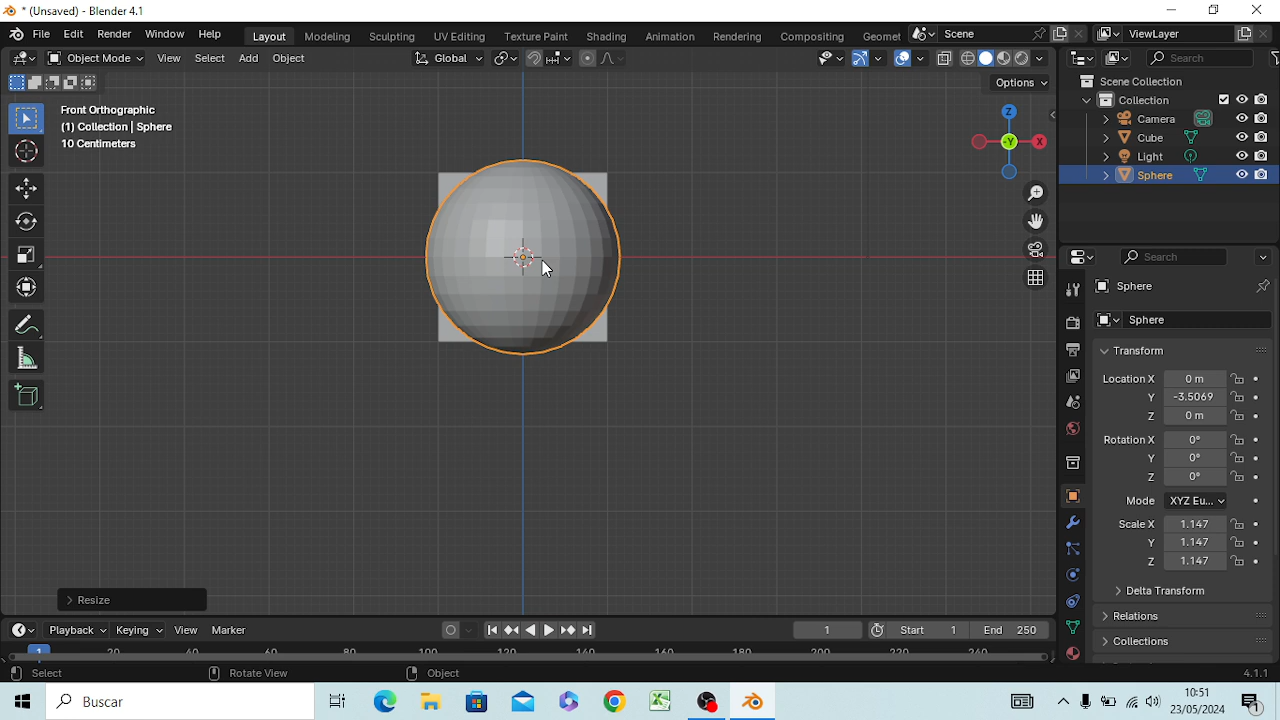 * (Unsaved) - Blender 4.1
File Edit Render Window Help Layout Modeling Sculpting UV Editing Texture Paint Shading Animation Rendering Compositing Geomet Scene ViewLayer
Object Mode View Select Add Object Global Search
Options
Front Orthographic
(1) Collection | Sphere
10 Centimeters
Z
X
-Y
Scene Collection
Collection
Camera
Cube
Light
Sphere
Search
Sphere
Sphere
Transform
Location X 0 m
Y -3.5069
Z 0 m
Rotation X 0°
Y 0°
Z 0°
Mode XYZ Eu...
Scale X 1.147
Y 1.147
Z 1.147
Delta Transform
Relations
Collections
Resize
Playback Keying View Marker 1 Start 1 End 250
1 20 40 60 80 100 120 140 160 180 200 220 240
Select Rotate View Object 4.1.1
Buscar
10:51
23/05/2024
1